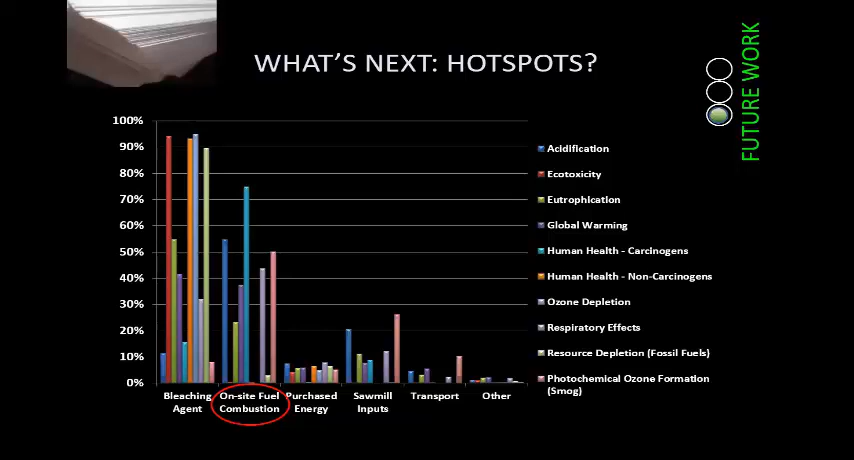 WHAT'S NEXT: HOTSPOTS?
FUTURE WORK
100%
90%
80%
70%
60%
50%
40%
30%
20%
10%
0%
Bleaching
Agent
On-site Fuel
Combustion
Purchased
Energy
Sawmill
Inputs
Transport
Other
Acidification
Ecotoxicity
Eutrophication
Global Warming
Human Health - Carcinogens
Human Health - Non-Carcinogens
Ozone Depletion
Respiratory Effects
Resource Depletion (Fossil Fuels)
Photochemical Ozone Formation
(Smog)